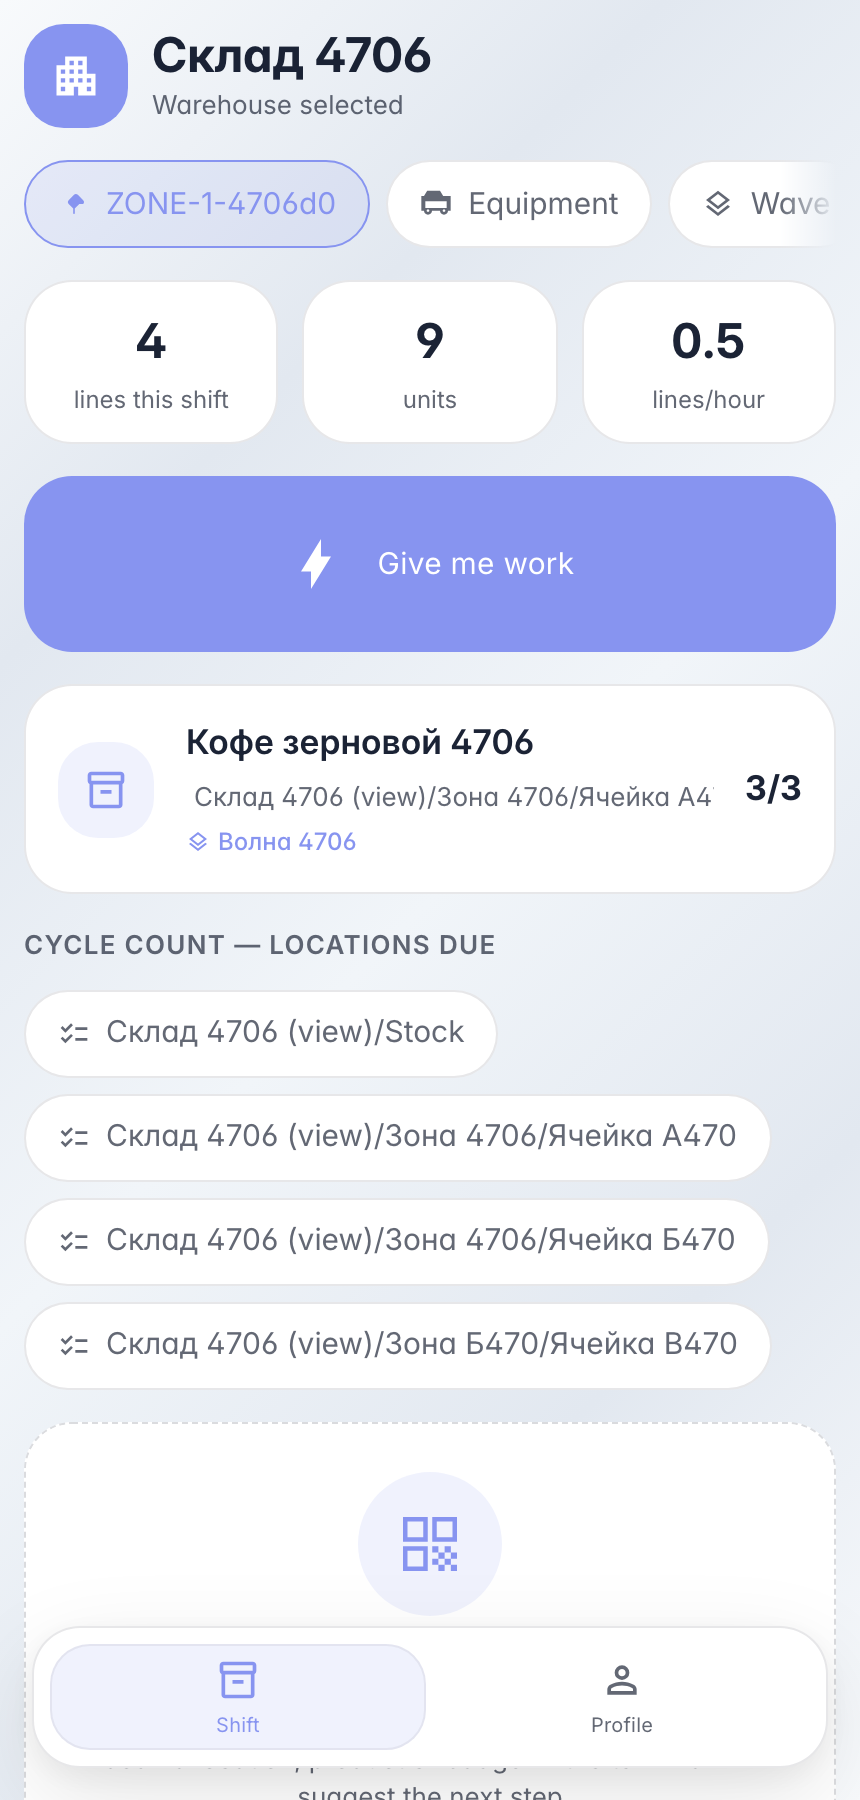 Склад 4706
Warehouse selected
ZONE-1-4706d0
Equipment
Wave
4
lines this shift
9
units
0.5
lines/hour
Give me work
Кофе зерновой 4706
Склад 4706 (view)/Зона 4706/Ячейка А4
3/3
Волна 4706
CYCLE COUNT — LOCATIONS DUE
Склад 4706 (view)/Stock
Склад 4706 (view)/Зона 4706/Ячейка А470
Склад 4706 (view)/Зона 4706/Ячейка Б470
Склад 4706 (view)/Зона Б470/Ячейка В470
Shift
Profile
suggest the next step